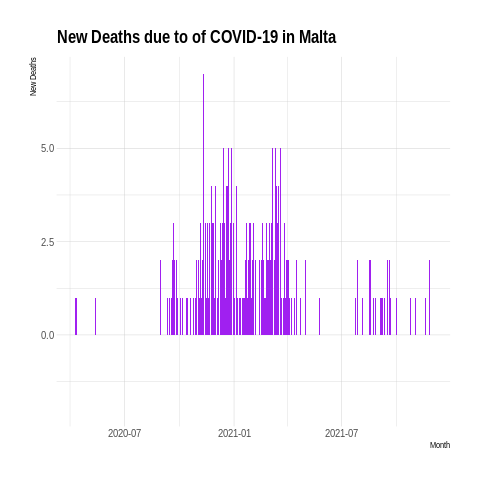 New Deaths due to of COVID-19 in Malta
New Deaths
5.0
2.5
0.0
2020-07 2021-01 2021-07
Month